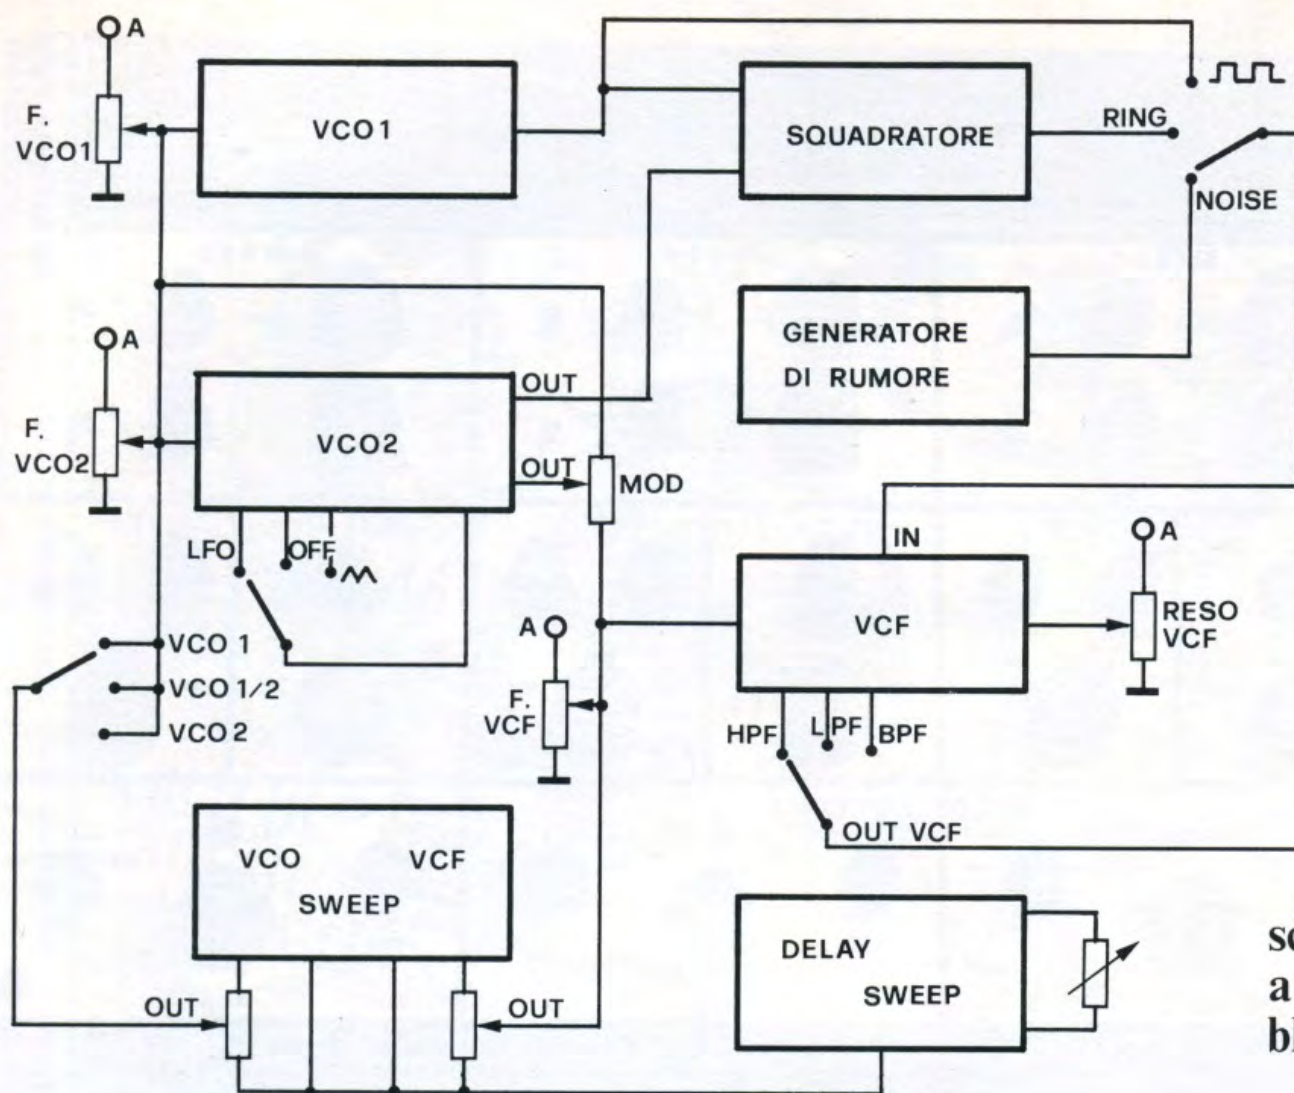 A
F.
VCO1
VCO1
SQUADRATORE
RING
NOISE
GENERATORE
DI RUMORE
A
F.
VCO2
VCO2
OUT
OUT
MOD
LFO
OFF
IN
A
RESO
VCF
VCF
A
F.
VCF
VCO 1
VCO 1/2
VCO 2
HPF
LPF
BPF
OUT VCF
VCO
VCF
SWEEP
OUT
OUT
DELAY
SWEEP
a